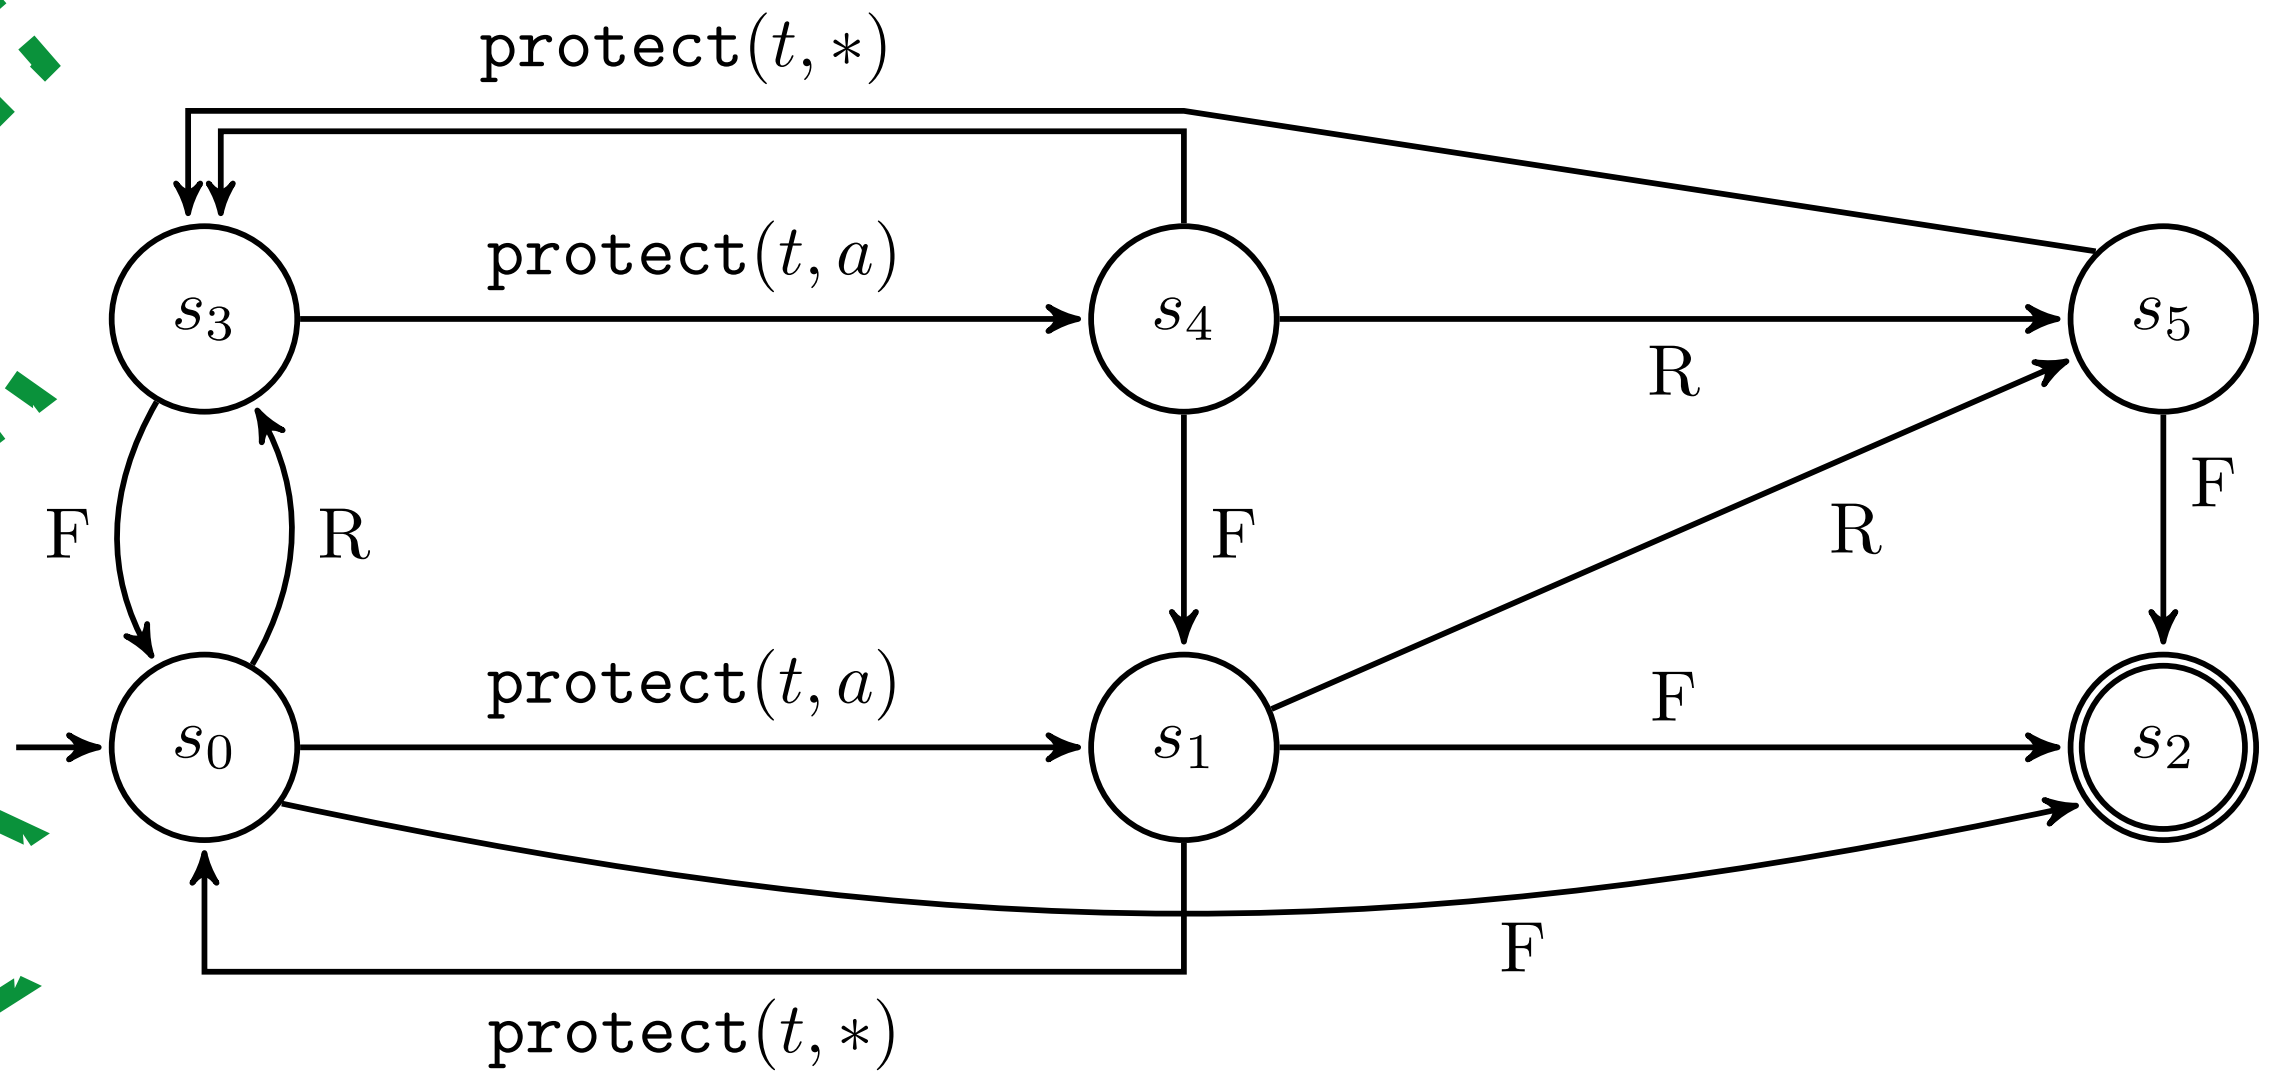 protect(t, ∗)
protect(t, a)
s₃
s₄
s₅
R
F
F
R
F
R
F
protect(t, a)
s₀
s₁
s₂
F
protect(t, ∗)